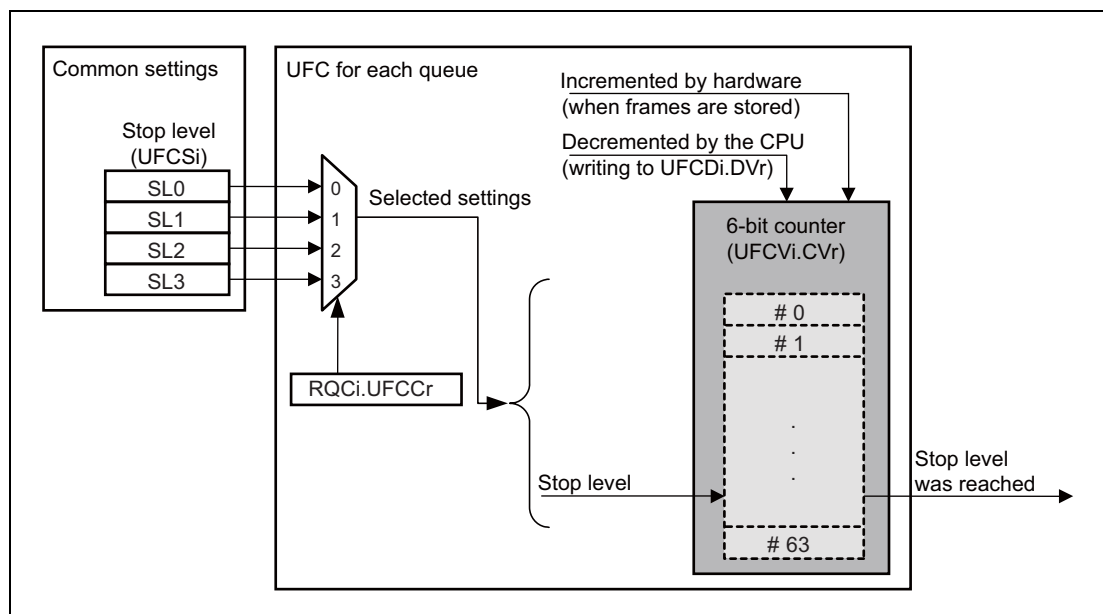 Common settings
Stop level
(UFCSi)
SL0
SL1
SL2
SL3
UFC for each queue
0
1
2
3
Selected settings
RQCi.UFCCr
Incremented by hardware
(when frames are stored)
Decremented by the CPU
(writing to UFCDi.DVr)
6-bit counter
(UFCVi.CVr)
# 0
# 1
.
.
.
# 63
Stop level
Stop level
was reached